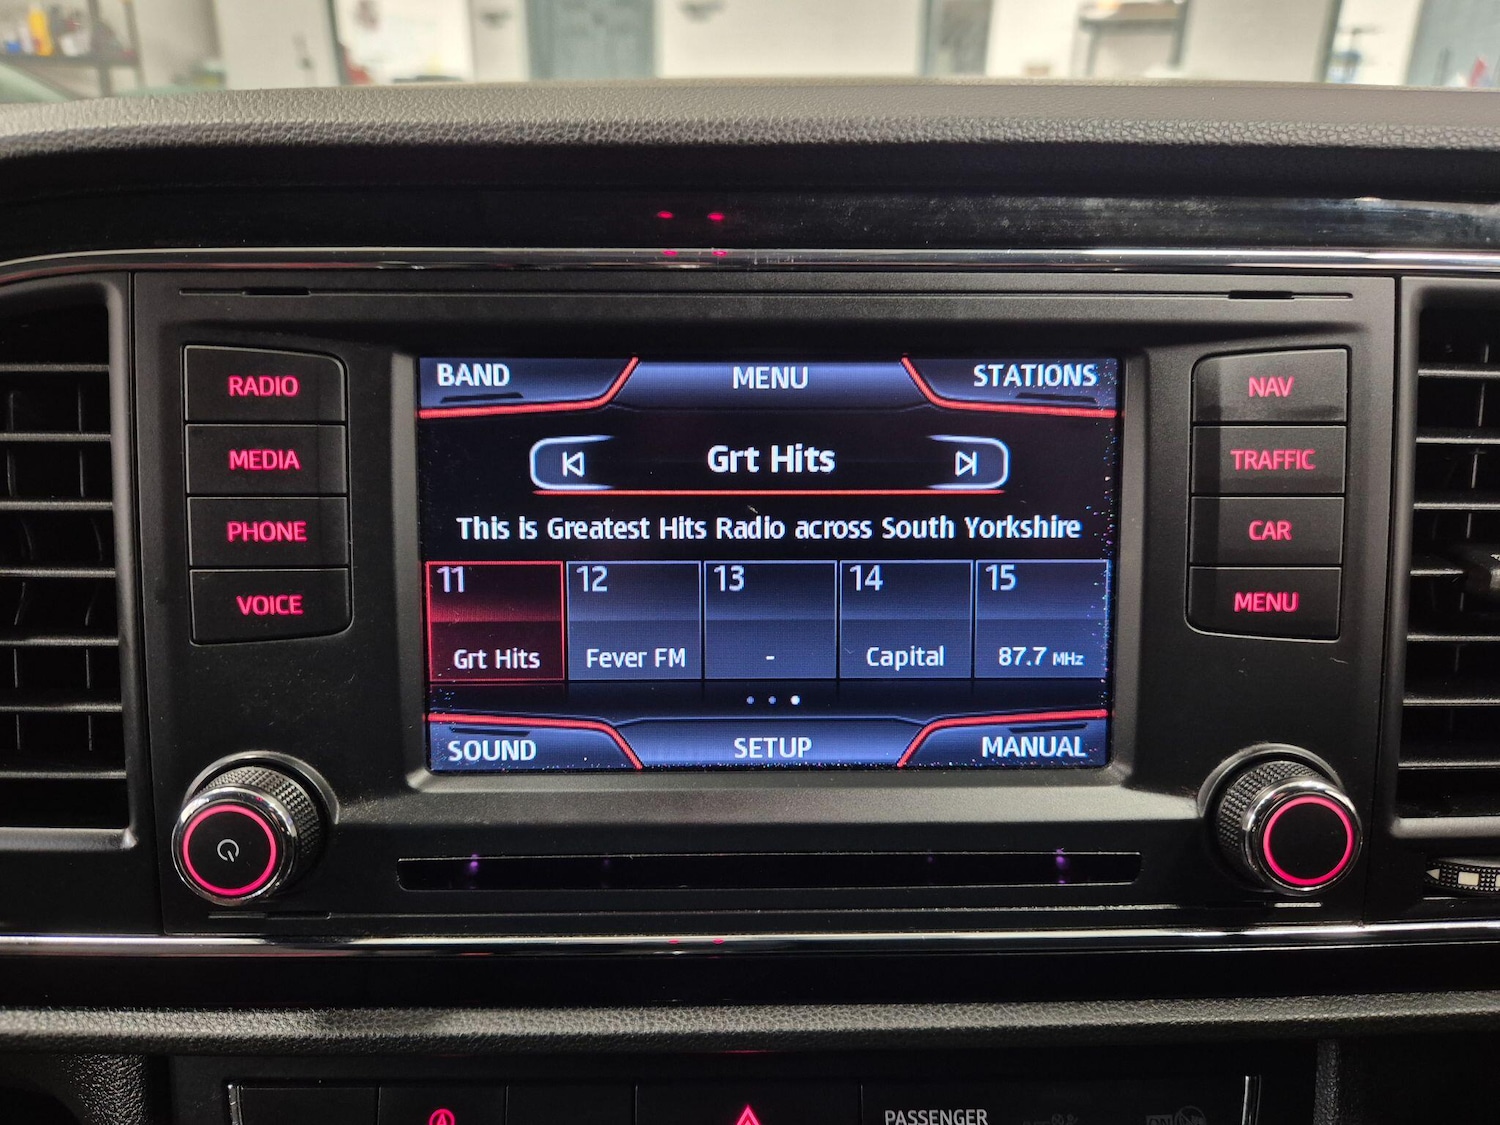 BAND MENU STATIONS
RADIO
MEDIA
PHONE
VOICE
Grt Hits
This is Greatest Hits Radio across South Yorkshire
11 12 13 14 15
Grt Hits Fever FM - Capital 87.7 MHz
SOUND SETUP MANUAL
NAV
TRAFFIC
CAR
MENU
A
PASSENGER